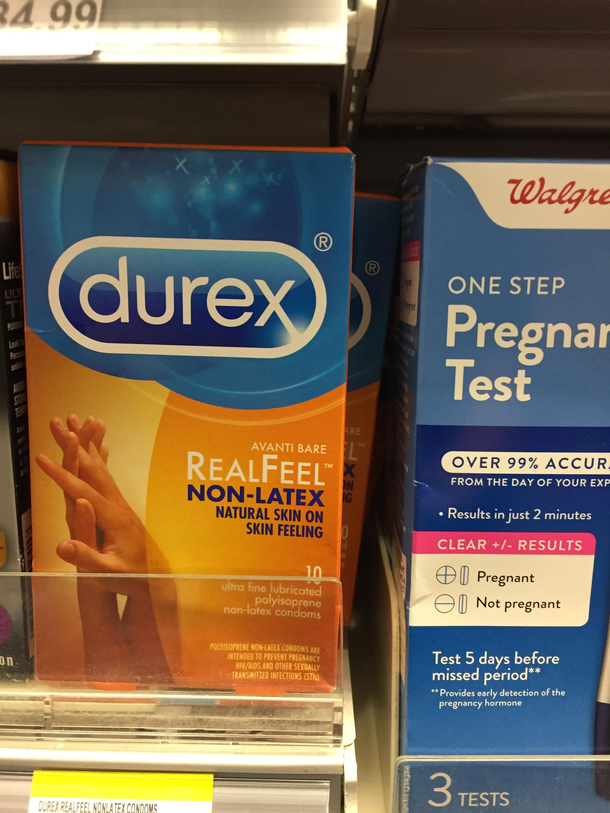 84.99
durex®
®
AVANTI BARE
REALFEEL™
NON-LATEX
NATURAL SKIN ON
SKIN FEELING
10
ultra fine lubricated
polyisoprene
non-latex condoms
POLYISOPRENE NON-LATEX CONDOMS ARE
INTENDED TO PREVENT PREGNANCY
HIV/AIDS AND OTHER SEXUALLY
TRANSMITTED INFECTIONS (STIs)
DUREX REALFEEL NONLATEX CONDOMS
Walgre
ONE STEP
Pregnan
Test
OVER 99% ACCUR
FROM THE DAY OF YOUR EXP
• Results in just 2 minutes
CLEAR +/- RESULTS
Pregnant
Not pregnant
Test 5 days before
missed period**
**Provides early detection of the
pregnancy hormone
3 TESTS